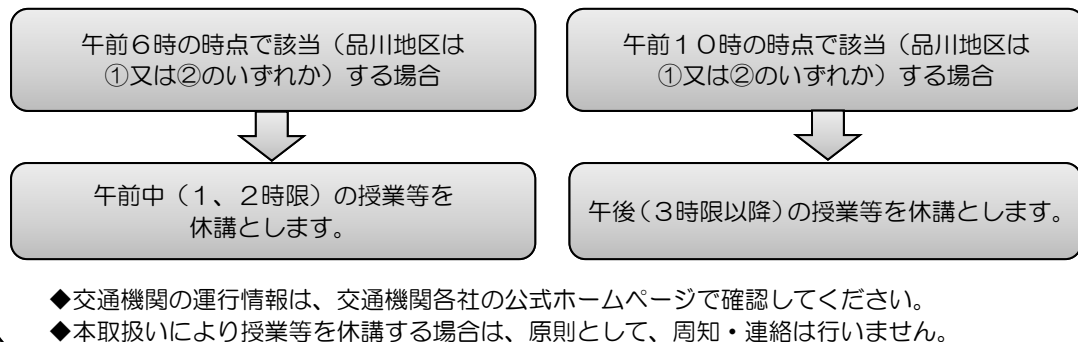 午前６時の時点で該当（品川地区は
①又は②のいずれか）する場合
午前１０時の時点で該当（品川地区は
①又は②のいずれか）する場合
午前中（１、２時限）の授業等を
休講とします。
午後（３時限以降）の授業等を休講とします。
◆交通機関の運行情報は、交通機関各社の公式ホームページで確認してください。
◆本取扱いにより授業等を休講する場合は、原則として、周知・連絡は行いません。